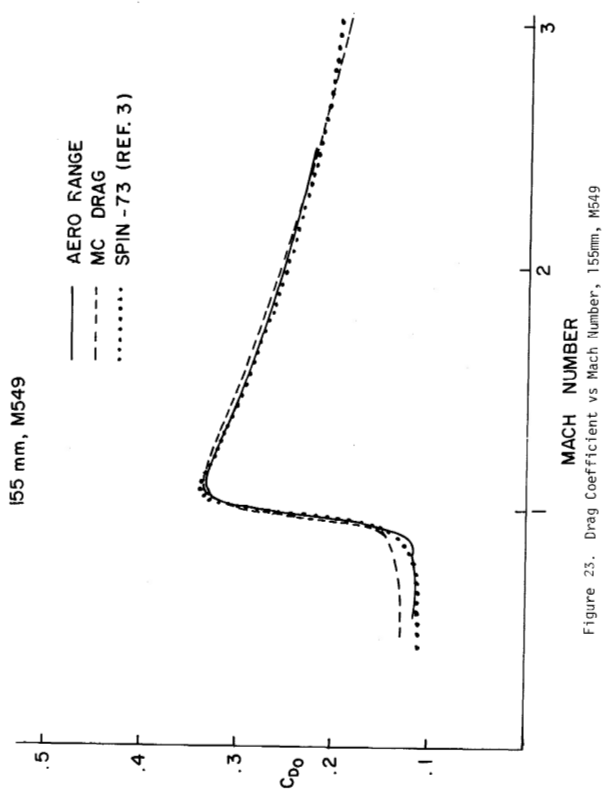 155 mm, M549
AERO RANGE
MC DRAG
SPIN-73 (REF. 3)
.5
.4
.3
.2
.1
CD0
1
2
3
MACH NUMBER
Figure 23. Drag Coefficient vs Mach Number, 155mm, M549